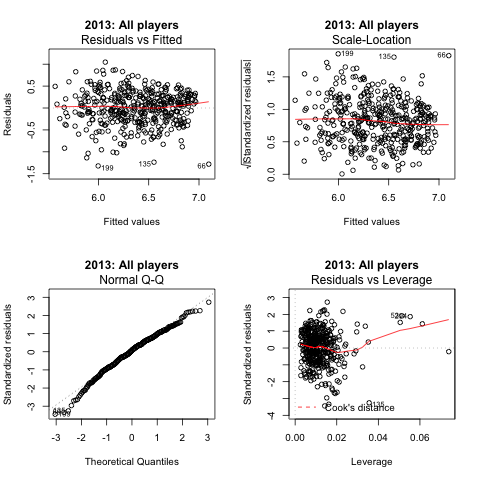 2013: All players
Residuals vs Fitted
Residuals
0.5
-0.5
-1.5
199
135
66
6.0
6.5
7.0
Fitted values
2013: All players
Scale-Location
√|Standardized residuals|
1.5
1.0
0.5
0.0
199
135
66
6.0
6.5
7.0
Fitted values
2013: All players
Normal Q-Q
Standardized residuals
3
2
1
0
-1
-2
-3
-3
-2
-1
0
1
2
3
Theoretical Quantiles
2013: All players
Residuals vs Leverage
Standardized residuals
2
0
-2
-4
135
Cook's distance
0.00
0.02
0.04
0.06
Leverage